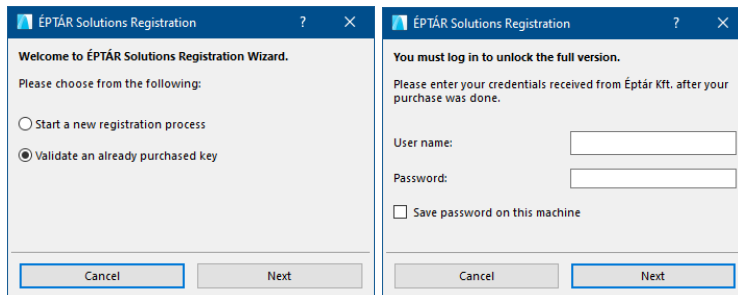 ÉPTÁR Solutions Registration ? ×
Welcome to ÉPTÁR Solutions Registration Wizard.
Please choose from the following:
Start a new registration process
Validate an already purchased key
Cancel Next
ÉPTÁR Solutions Registration ? ×
You must log in to unlock the full version.
Please enter your credentials received from Éptár Kft. after your
purchase was done.
User name:
Password:
Save password on this machine
Cancel Next